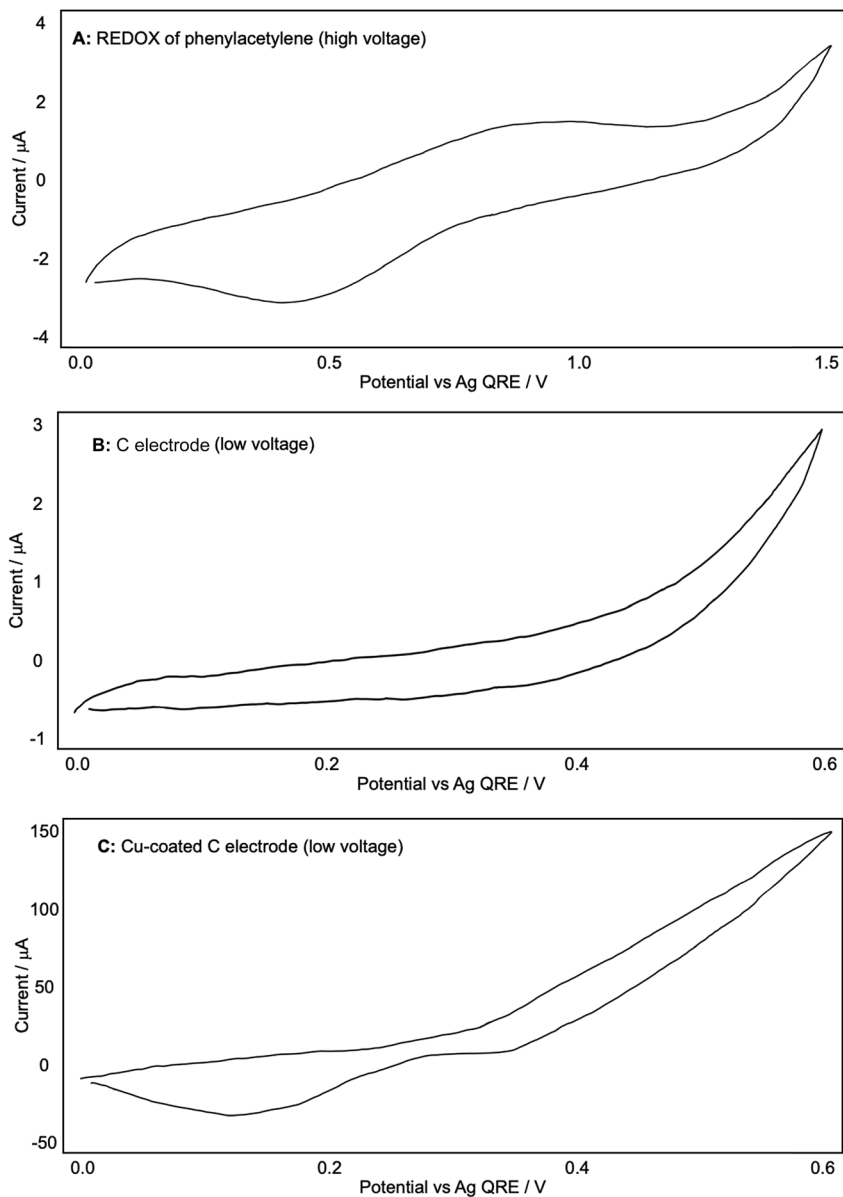 A: REDOX of phenylacetylene (high voltage)
4
2
0
-2
-4
Current / μA
0.0 0.5 1.0 1.5
Potential vs Ag QRE / V
B: C electrode (low voltage)
3
2
1
0
-1
Current / μA
0.0 0.2 0.4 0.6
Potential vs Ag QRE / V
C: Cu-coated C electrode (low voltage)
150
100
50
0
-50
Current / μA
0.0 0.2 0.4 0.6
Potential vs Ag QRE / V